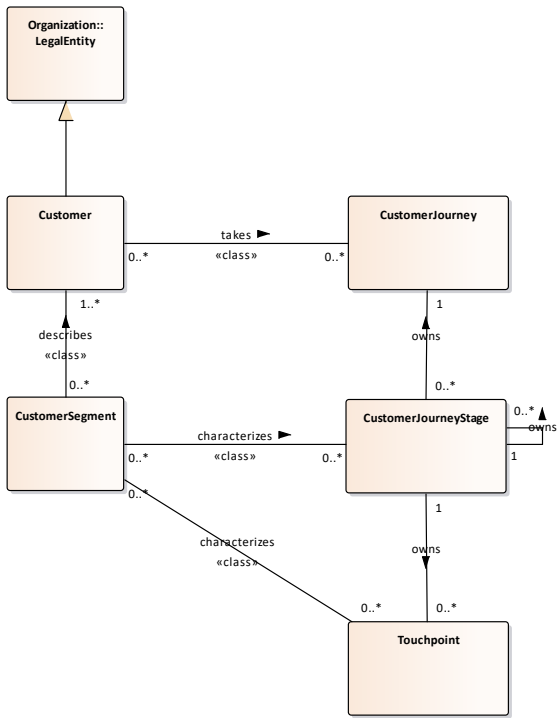 Organization::
LegalEntity
Customer
CustomerJourney
takes
0..*
«class»
0..*
1..*
1
describes
«class»
owns
0..*
0..*
CustomerSegment
CustomerJourneyStage
0..*
owns
characterizes
0..*
«class»
0..*
1
0..*
1
characterizes
«class»
owns
0..*
0..*
Touchpoint